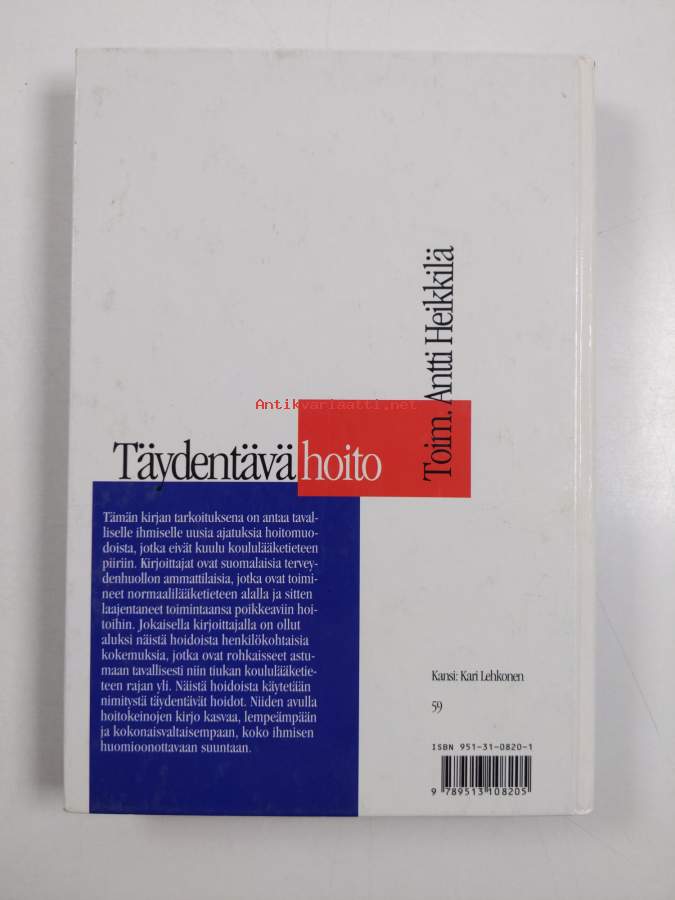 Toim. Antti Heikkilä
Antikvariaatti.net
Täydentävä hoito
Tämän kirjan tarkoituksena on antaa taval-
liselle ihmiselle uusia ajatuksia hoitomuo-
doista, jotka eivät kuulu koululääketieteen
piiriin. Kirjoittajat ovat suomalaisia tervey-
denhuollon ammattilaisia, jotka ovat toimi-
neet normaalilääketieteen alalla ja sitten
laajentaneet toimintaansa poikkeaviin hoi-
toihin. Jokaisella kirjoittajalla on ollut
aluksi näistä hoidoista henkilökohtaisia
kokemuksia, jotka ovat rohkaisseet astu-
maan tavallisesti niin tiukan koululääketie-
teen rajan yli. Näistä hoidoista käytetään
nimitystä täydentävät hoidot. Niiden avulla
hoitokeinojen kirjo kasvaa, lempeämpään
ja kokonaisvaltaisempaan, koko ihmisen
huomioonottavaan suuntaan.
Kansi: Kari Lehkonen
59
ISBN 951-31-0820-1
9 789513 108205